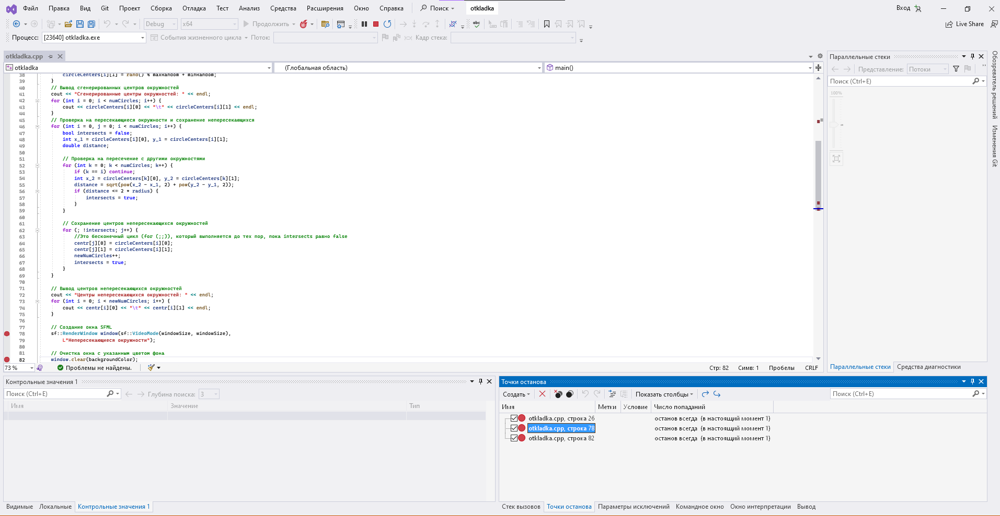 Файл Правка Вид Git Проект Сборка Отладка Тест Анализ Средства Расширения Окно Справка Поиск otkladka Вход
Debug x64 Продолжить abc Live Share
Процесс: [23640] otkladka.exe События жизненного цикла Поток: Кадр стека:
otkladka.cpp
otkladka (Глобальная область) main()
38 circleCenters[i][1] = rand() % maxRandom + minRandom;
39 }
40 // Вывод сгенерированных центров окружностей
41 cout << "Сгенерированные центры окружностей: " << endl;
42 for (int i = 0; i < numCircles; i++) {
43 cout << circleCenters[i][0] << "\t" << circleCenters[i][1] << endl;
44 }
45 // Проверка на пересекающиеся окружности и сохранение непересекающихся
46 for (int i = 0, j = 0; i < numCircles; i++) {
47 bool intersects = false;
48 int x_1 = circleCenters[i][0], y_1 = circleCenters[i][1];
49 double distance;
50
51 // Проверка на пересечение с другими окружностями
52 for (int k = 0; k < numCircles; k++) {
53 if (k == i) continue;
54 int x_2 = circleCenters[k][0], y_2 = circleCenters[k][1];
55 distance = sqrt(pow(x_2 - x_1, 2) + pow(y_2 - y_1, 2));
56 if (distance <= 2 * radius) {
57 intersects = true;
58 }
59 }
60
61 // Сохранение центров непересекающихся окружностей
62 for (; !intersects; j++) {
63 //Это бесконечный цикл (for (;;)), который выполняется до тех пор, пока intersects равно false
64 centr[j][0] = circleCenters[i][0];
65 centr[j][1] = circleCenters[i][1];
66 newNumCircles++;
67 intersects = true;
68 }
69 }
70
71 // Вывод центров непересекающихся окружностей
72 cout << "Центры непересекающихся окружностей: " << endl;
73 for (int i = 0; i < newNumCircles; i++) {
74 cout << centr[i][0] << "\t" << centr[i][1] << endl;
75 }
76
77 // Создание окна SFML
78 sf::RenderWindow window(sf::VideoMode(windowSize, windowSize),
79 L"Непересекающиеся окружности");
80
81 // Очистка окна с указанным цветом фона
82 window.clear(backgroundColor);
73 % Проблемы не найдены. Стр: 82 Симв: 1 Пробелы CRLF
Параллельные стеки
Представление: Потоки
Поиск (Ctrl+E)
100%
Параллельные стеки Средства диагностики
Обозреватель решений
Изменения Git
Контрольные значения 1
Поиск (Ctrl+E) Глубина поиска: 3
Имя Значение Тип
Видимые Локальные Контрольные значения 1
Точки останова
Создать Показать столбцы Поиск (Ctrl+E)
Имя Метки Условие Число попаданий
otkladka.cpp, строка 26 останов всегда (в настоящий момент 1)
otkladka.cpp, строка 78 останов всегда (в настоящий момент 1)
otkladka.cpp, строка 82 останов всегда (в настоящий момент 1)
Стек вызовов Точки останова Параметры исключений Командное окно Окно интерпретации Вывод